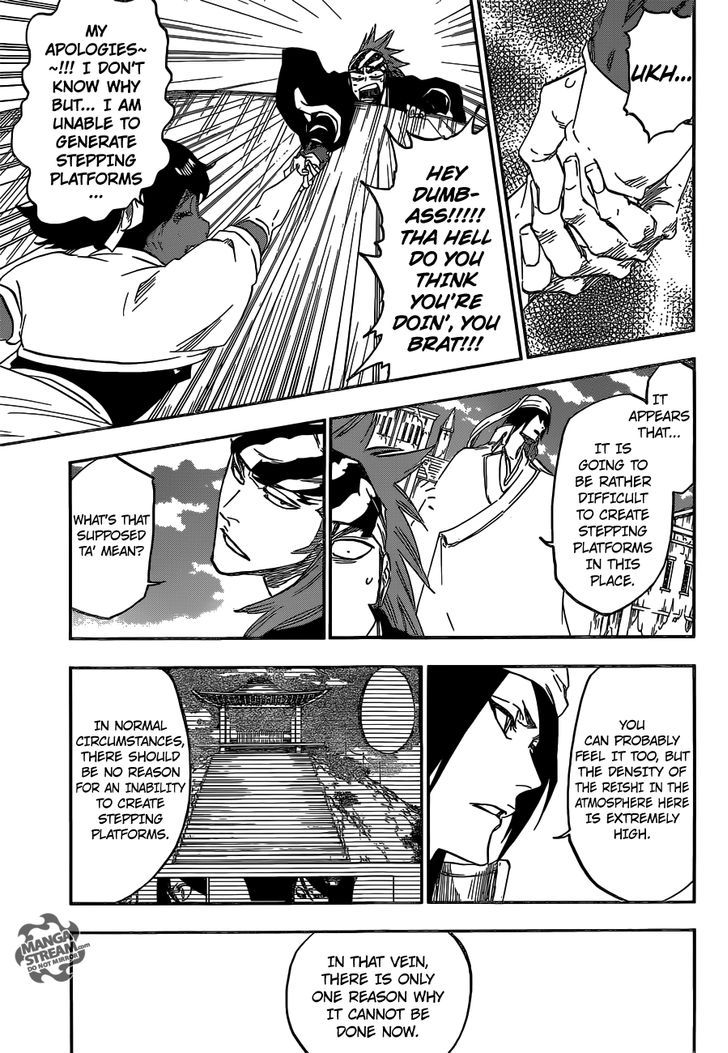 UKH...
HEY
DUMB-
ASS!!!!!
THA HELL
DO YOU
THINK
YOU'RE
DOIN', YOU
BRAT!!!
MY
APOLOGIES~
~!!! I DON'T
KNOW WHY
BUT... I AM
UNABLE TO
GENERATE
STEPPING
PLATFORMS
...
IT
APPEARS
THAT...
IT IS
GOING TO
BE RATHER
DIFFICULT
TO CREATE
STEPPING
PLATFORMS
IN THIS
PLACE.
WHAT'S THAT
SUPPOSED
TA' MEAN?
YOU
CAN PROBABLY
FEEL IT TOO, BUT
THE DENSITY OF
THE REISHI IN THE
ATMOSPHERE HERE
IS EXTREMELY
HIGH.
IN NORMAL
CIRCUMSTANCES,
THERE SHOULD
BE NO REASON
FOR AN INABILITY
TO CREATE
STEPPING
PLATFORMS.
IN THAT VEIN,
THERE IS ONLY
ONE REASON WHY
IT CANNOT BE
DONE NOW.
MANGA
STREAM.com
DO NOT MIRROR